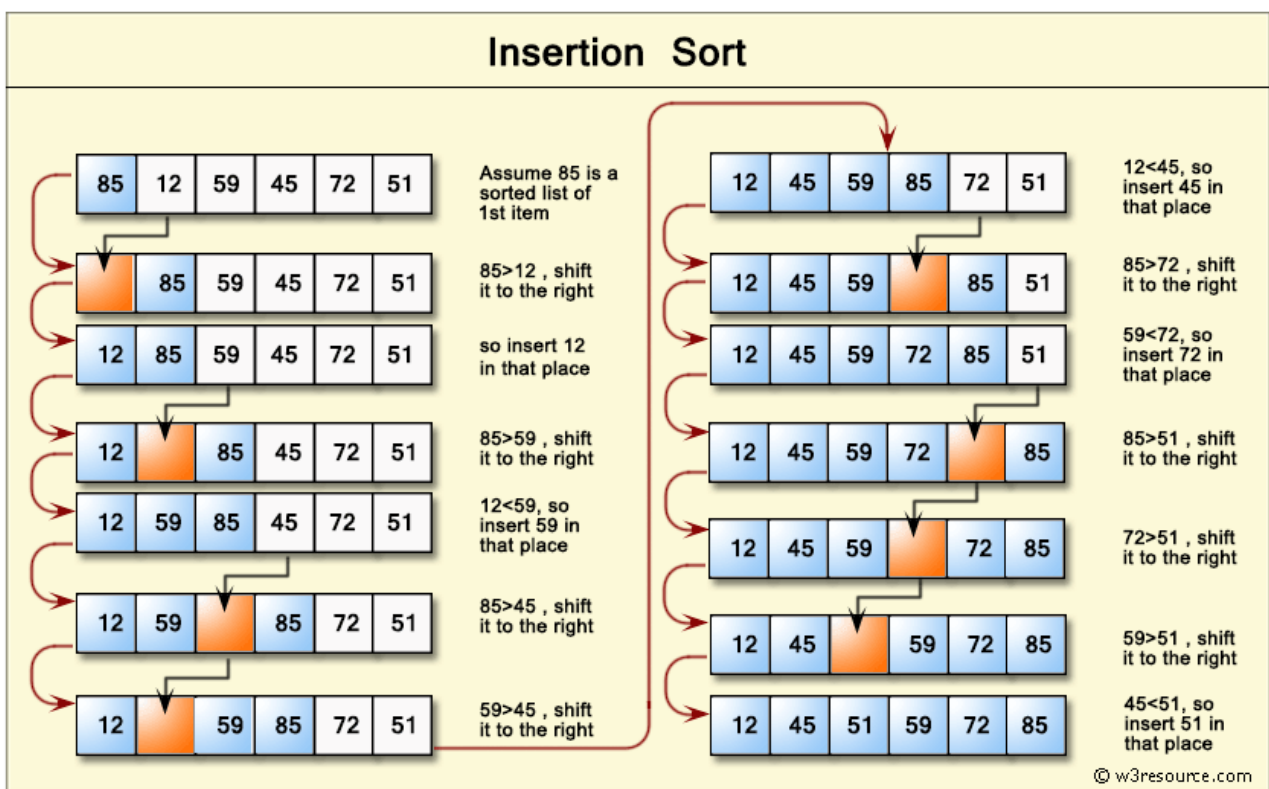 Insertion Sort
85 12 59 45 72 51
Assume 85 is a
sorted list of
1st item
85 59 45 72 51
85>12 , shift
it to the right
12 85 59 45 72 51
so insert 12
in that place
12 85 45 72 51
85>59 , shift
it to the right
12 59 85 45 72 51
12<59, so
insert 59 in
that place
12 59 85 72 51
85>45 , shift
it to the right
12 59 85 72 51
59>45 , shift
it to the right
12 45 59 85 72 51
12<45, so
insert 45 in
that place
12 45 59 85 51
85>72 , shift
it to the right
12 45 59 72 85 51
59<72, so
insert 72 in
that place
12 45 59 72 85
85>51 , shift
it to the right
12 45 59 72 85
72>51 , shift
it to the right
12 45 59 72 85
59>51 , shift
it to the right
12 45 51 59 72 85
45<51, so
insert 51 in
that place
© w3resource.com